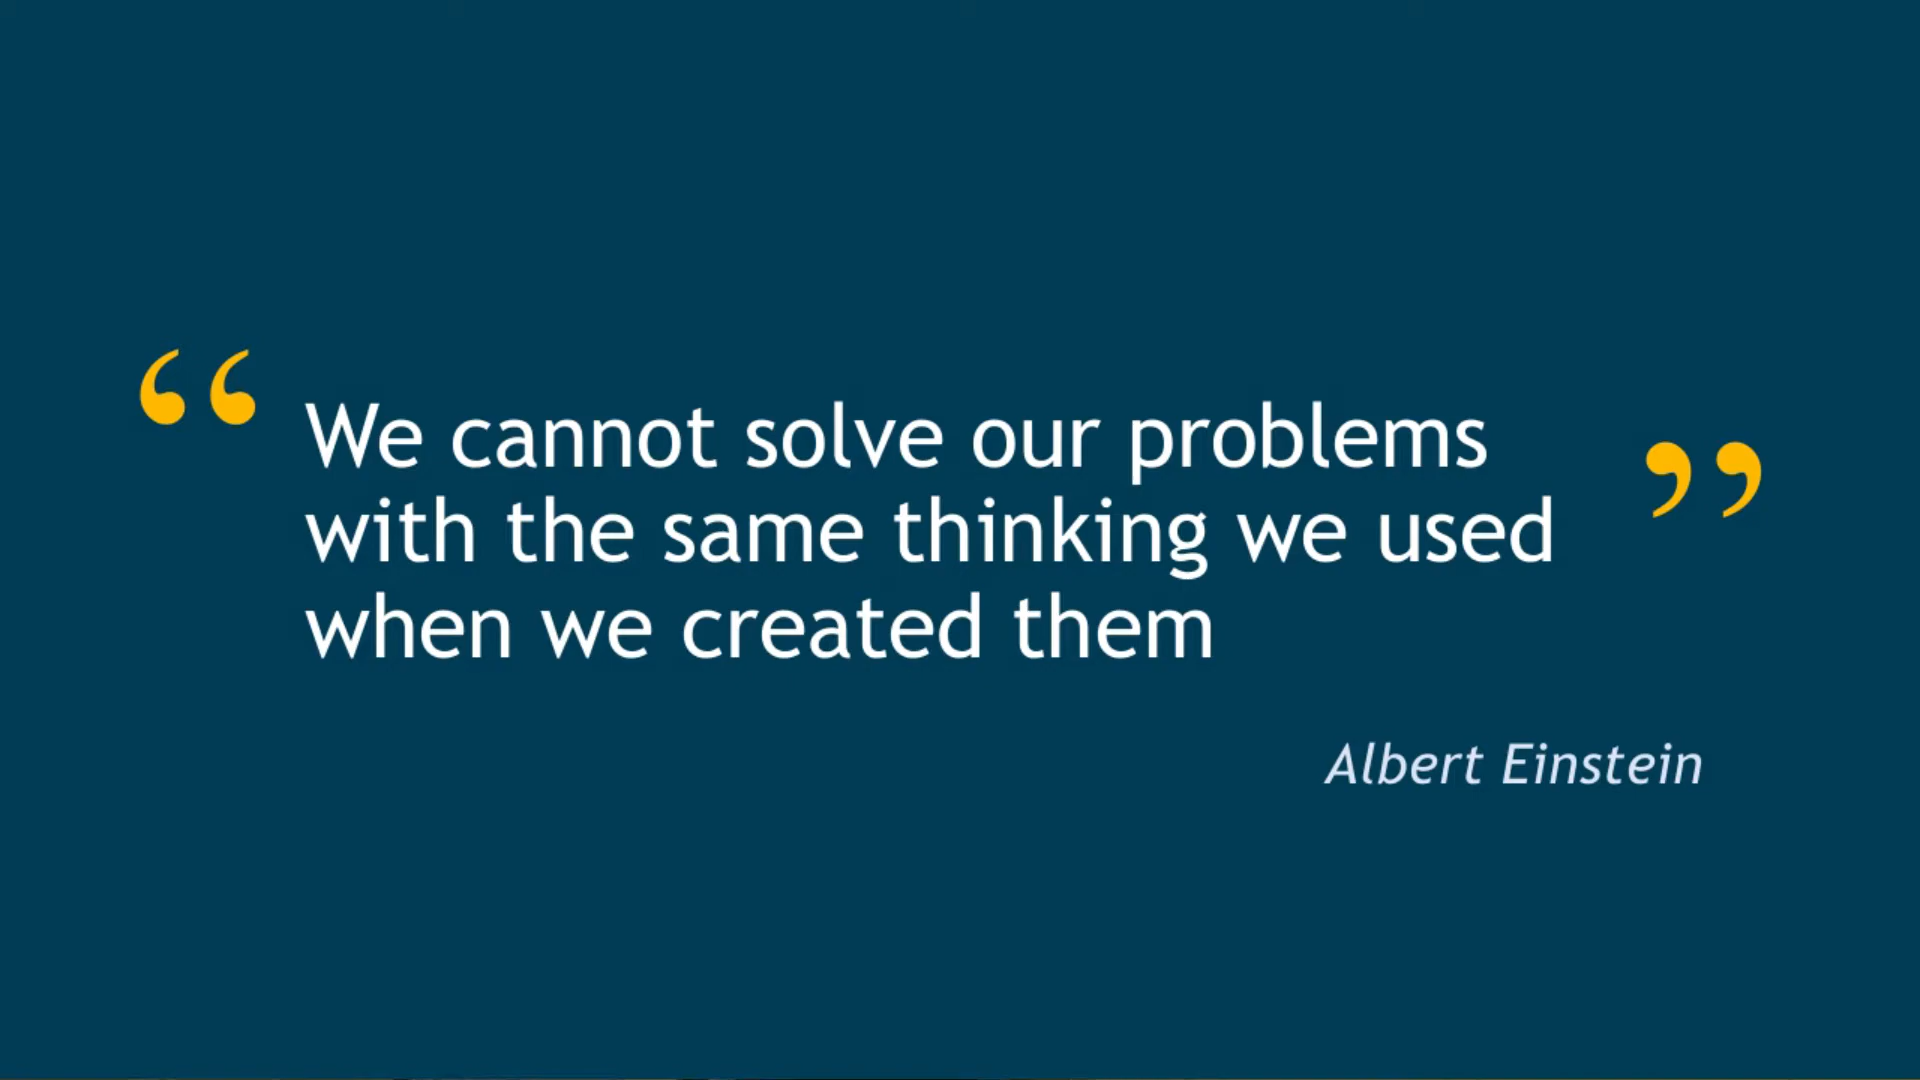 “ We cannot solve our problems
with the same thinking we used ”
when we created them
Albert Einstein